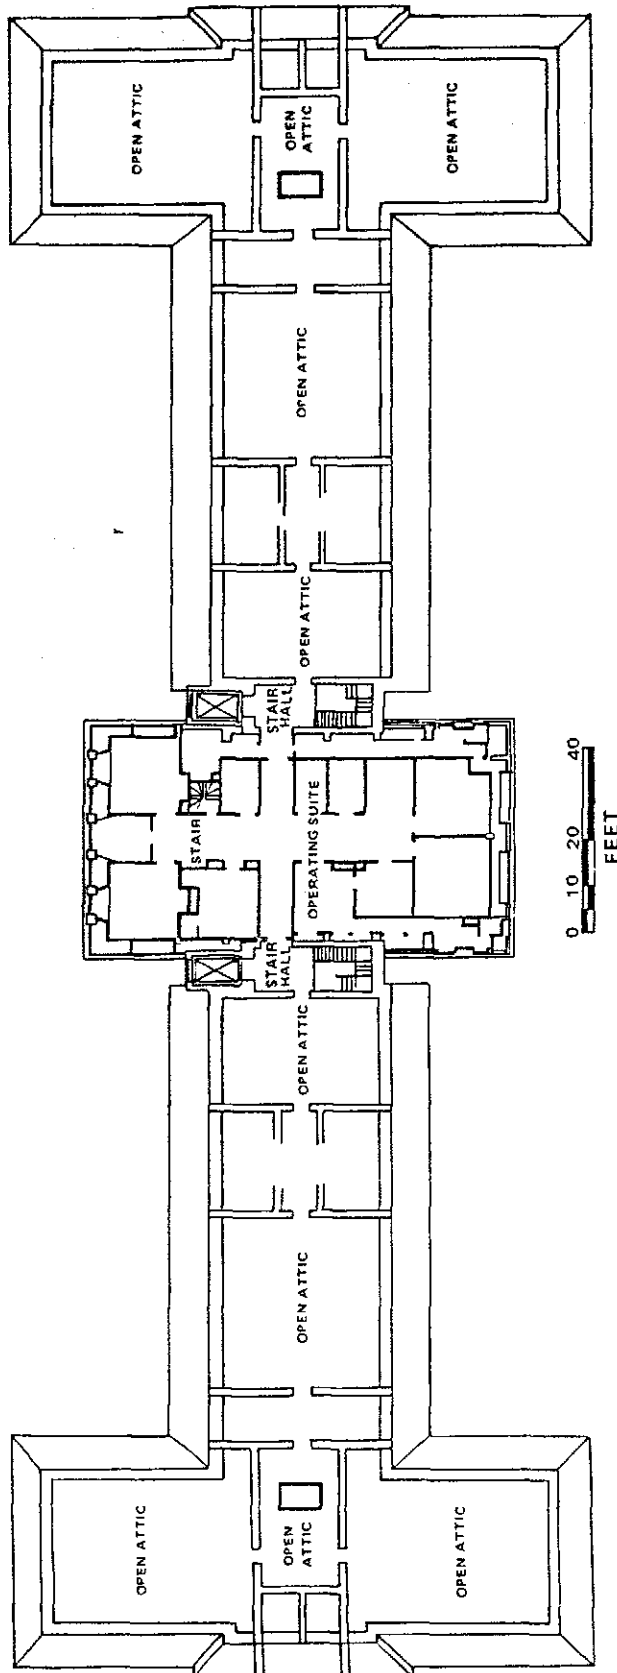 OPEN ATTIC
OPEN
ATTIC
OPEN ATTIC
OPEN ATTIC
OPEN ATTIC
STAIR
HALL
STAIR
OPERATING SUITE
STAIR
HALL
OPEN ATTIC
OPEN ATTIC
OPEN ATTIC
OPEN
ATTIC
OPEN ATTIC
0 10 20 40
FEET